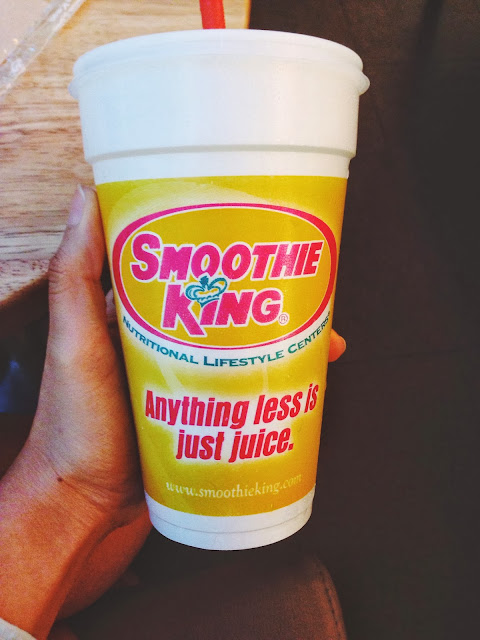 SMOOTHIE
KING®
NUTRITIONAL LIFESTYLE CENTERS®
Anything less is
just juice.
www.smoothieking.com